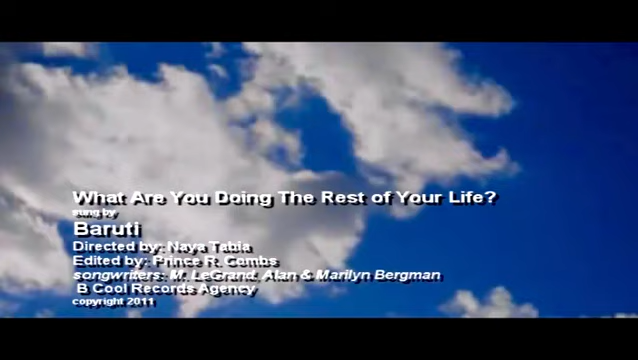 What Are You Doing The Rest of Your Life?
sung by
Baruti
Directed by: Naya Tabia
Edited by: Prince R. Combs
songwriters: M. LeGrand, Alan & Marilyn Bergman
B Cool Records Agency
copyright 2011